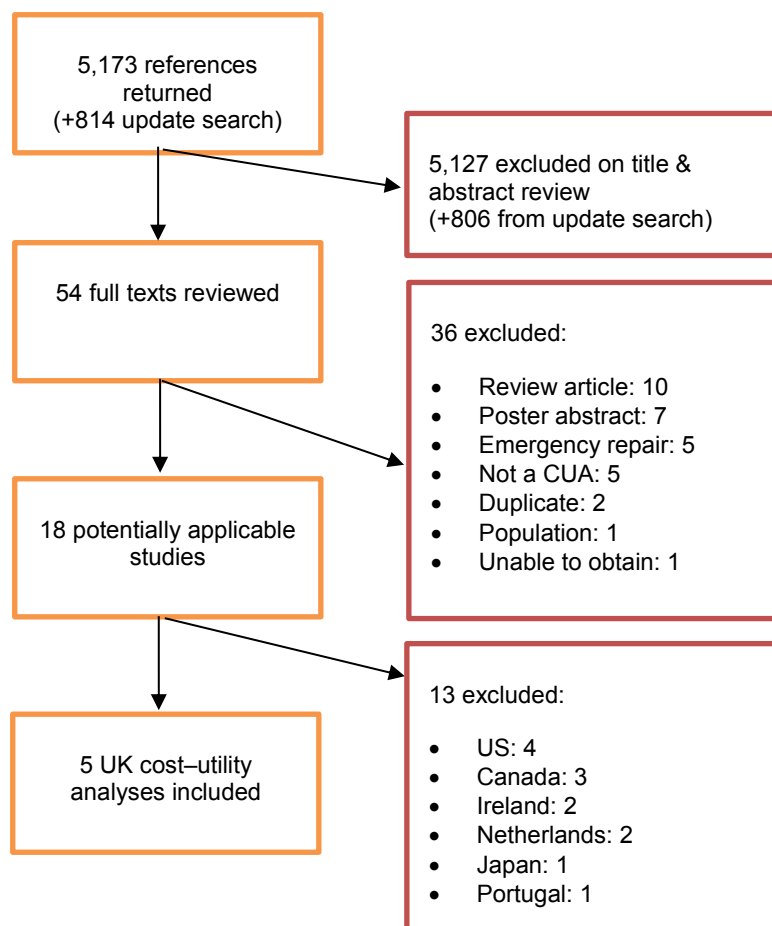 5,173 references
returned
(+814 update search)
5,127 excluded on title &
abstract review
(+806 from update search)
54 full texts reviewed
36 excluded:
• Review article: 10
• Poster abstract: 7
• Emergency repair: 5
• Not a CUA: 5
• Duplicate: 2
• Population: 1
• Unable to obtain: 1
18 potentially applicable
studies
13 excluded:
• US: 4
• Canada: 3
• Ireland: 2
• Netherlands: 2
• Japan: 1
• Portugal: 1
5 UK cost–utility
analyses included